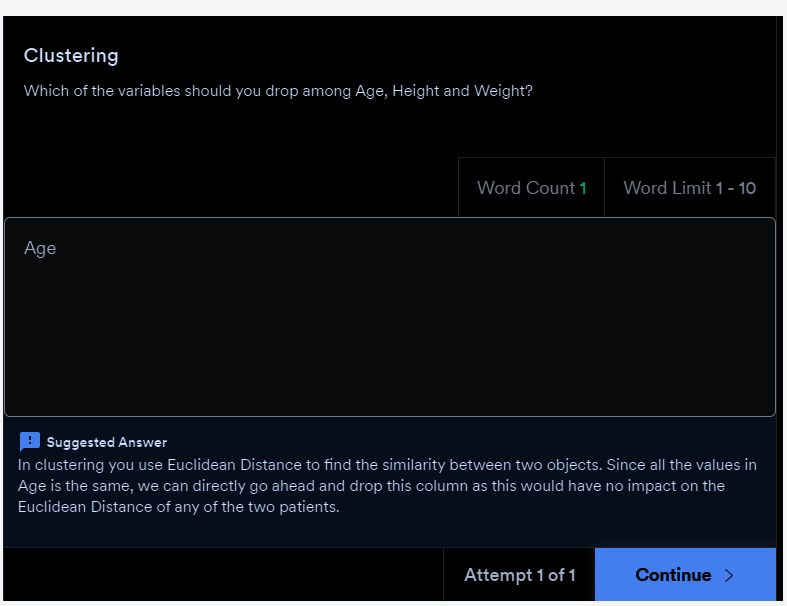 Clustering
Which of the variables should you drop among Age, Height and Weight?
Word Count 1
Word Limit 1 - 10
Age
Suggested Answer
In clustering you use Euclidean Distance to find the similarity between two objects. Since all the values in
Age is the same, we can directly go ahead and drop this column as this would have no impact on the
Euclidean Distance of any of the two patients.
Attempt 1 of 1
Continue